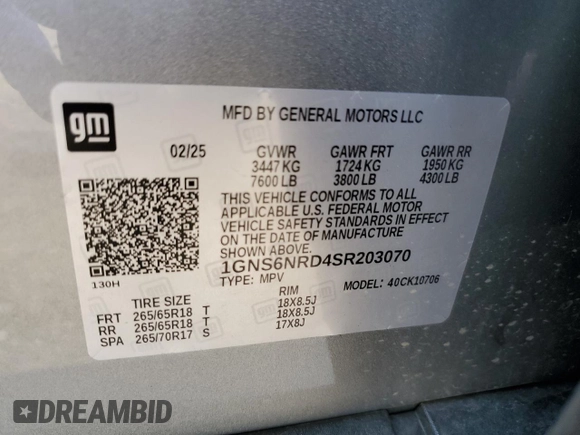 gm
MFD BY GENERAL MOTORS LLC
02/25 GVWR GAWR FRT GAWR RR
3447 KG 1724 KG 1950 KG
7600 LB 3800 LB 4300 LB
THIS VEHICLE CONFORMS TO ALL
APPLICABLE U.S. FEDERAL MOTOR
VEHICLE SAFETY STANDARDS IN EFFECT
ON THE DATE OF MANUFACTURE
SHOWN ABOVE.
1GNS6NRD4SR203070
130H TYPE: MPV MODEL: 40CK10706
TIRE SIZE RIM
FRT 265/65R18 T 18X8.5J
RR 265/65R18 T 18X8.5J
SPA 265/70R17 S 17X8J
DREAMBID